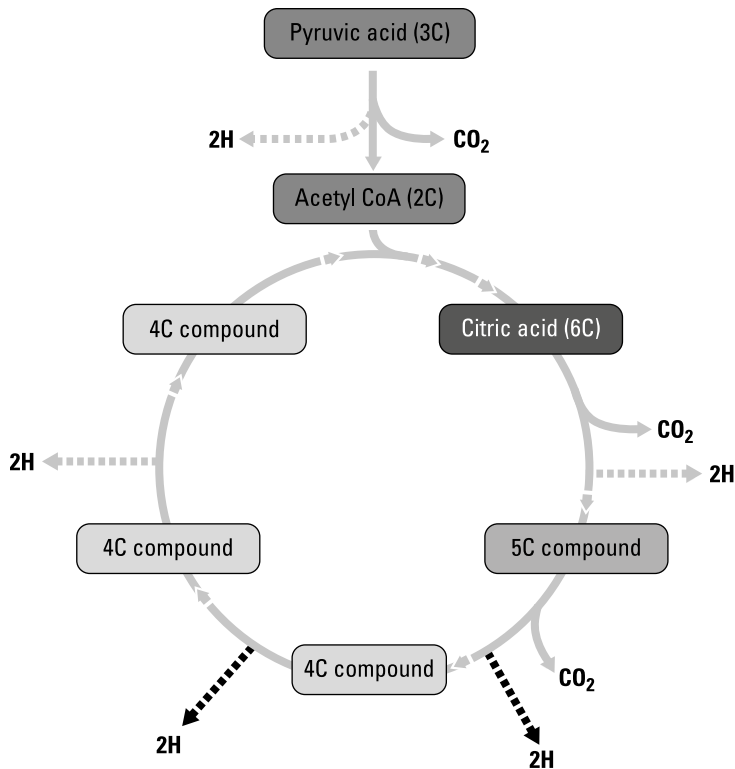 Pyruvic acid (3C)
2H
CO₂
Acetyl CoA (2C)
4C compound
Citric acid (6C)
CO₂
2H
2H
4C compound
5C compound
4C compound
CO₂
2H
2H